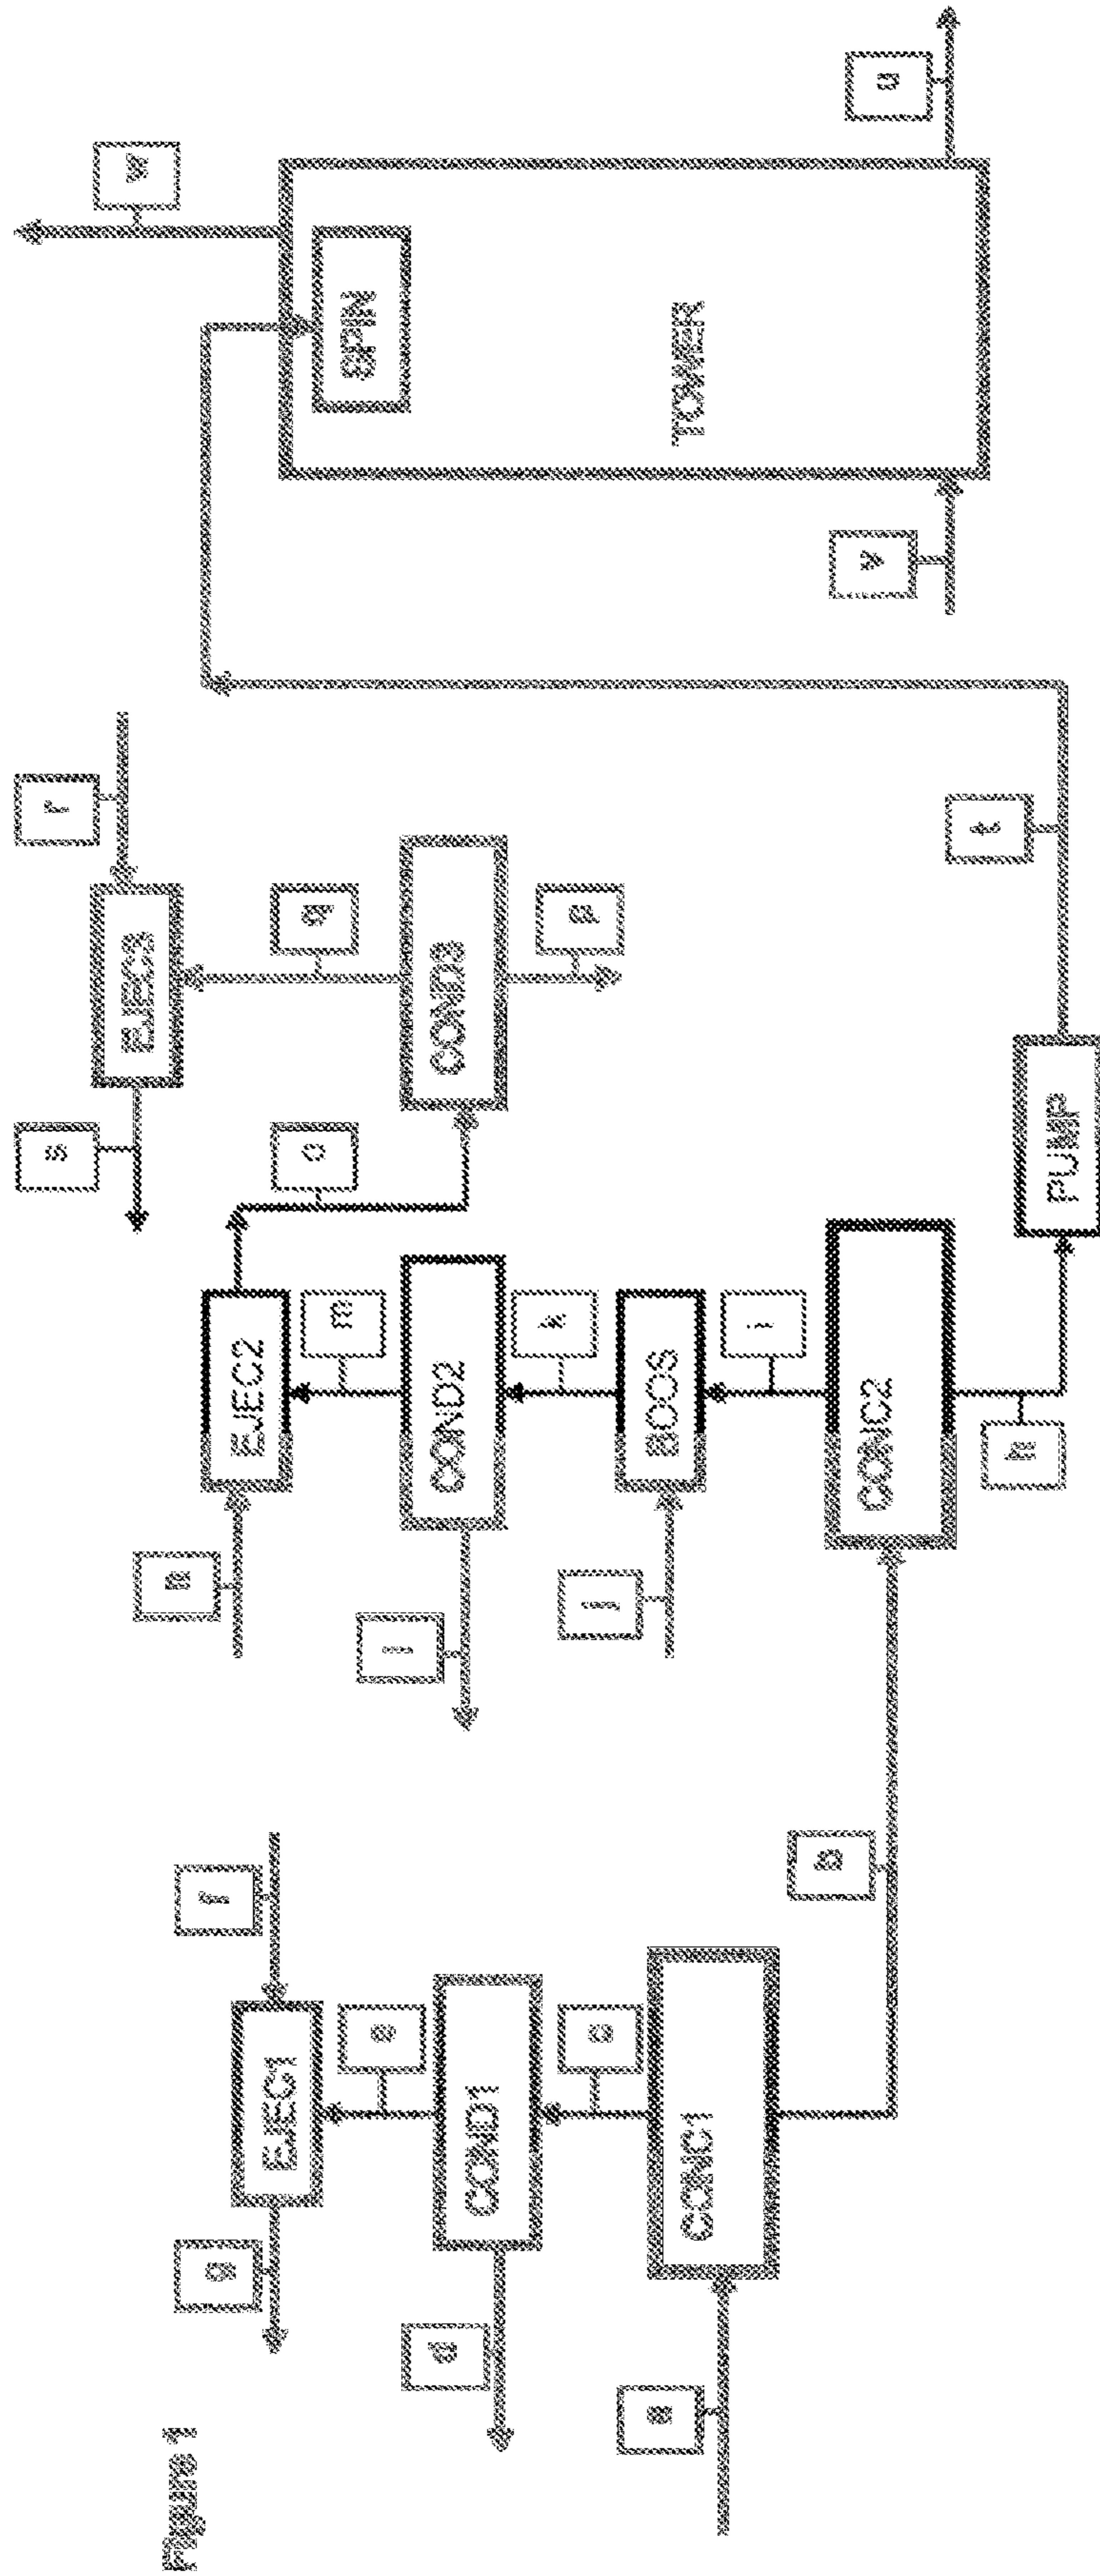 Figure 1
a
CONC1
b
c
COND1
d
e
EJEC1
f
g
CONC2
h
i
BOOS
j
k
COND2
l
m
EJEC2
n
o
COND3
p
q
EJEC3
r
s
PUMP
t
SPIN
TOWER
u
v
w